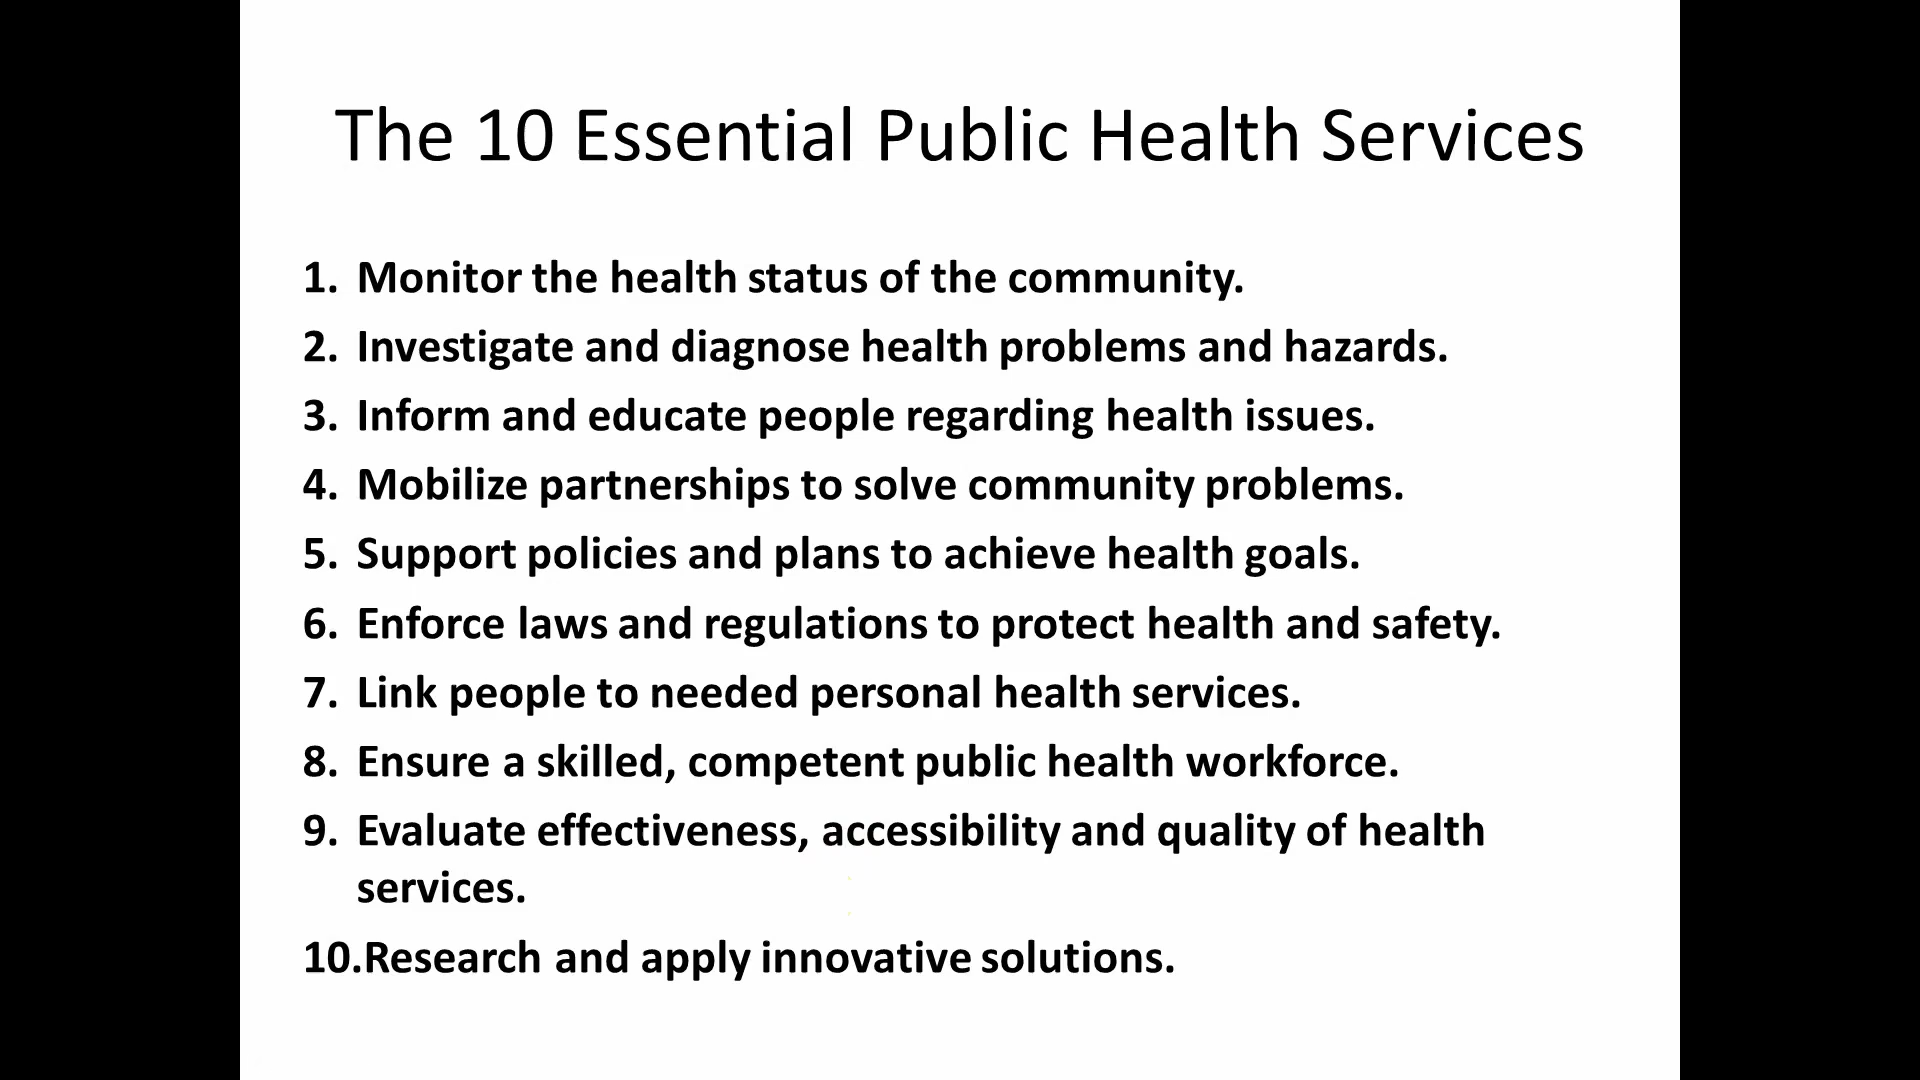 The 10 Essential Public Health Services
1. Monitor the health status of the community.
2. Investigate and diagnose health problems and hazards.
3. Inform and educate people regarding health issues.
4. Mobilize partnerships to solve community problems.
5. Support policies and plans to achieve health goals.
6. Enforce laws and regulations to protect health and safety.
7. Link people to needed personal health services.
8. Ensure a skilled, competent public health workforce.
9. Evaluate effectiveness, accessibility and quality of health
services.
10.Research and apply innovative solutions.